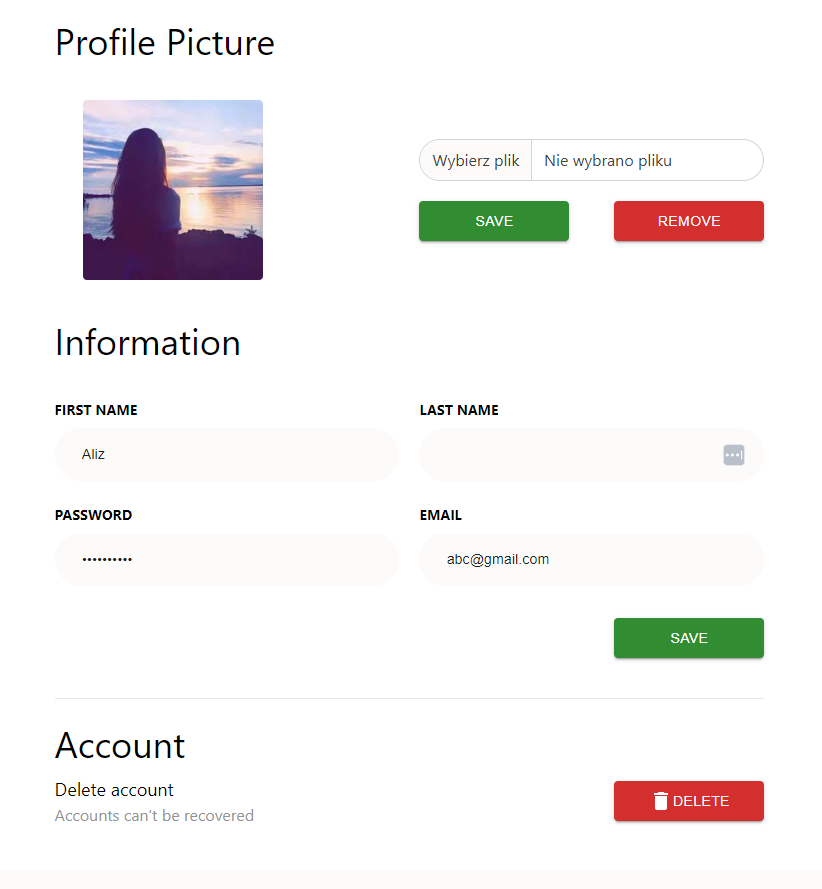 Profile Picture
Wybierz plik Nie wybrano pliku
SAVE REMOVE
Information
FIRST NAME LAST NAME
Aliz
PASSWORD EMAIL
•••••••••• abc@gmail.com
SAVE
Account
Delete account
DELETE
Accounts can't be recovered